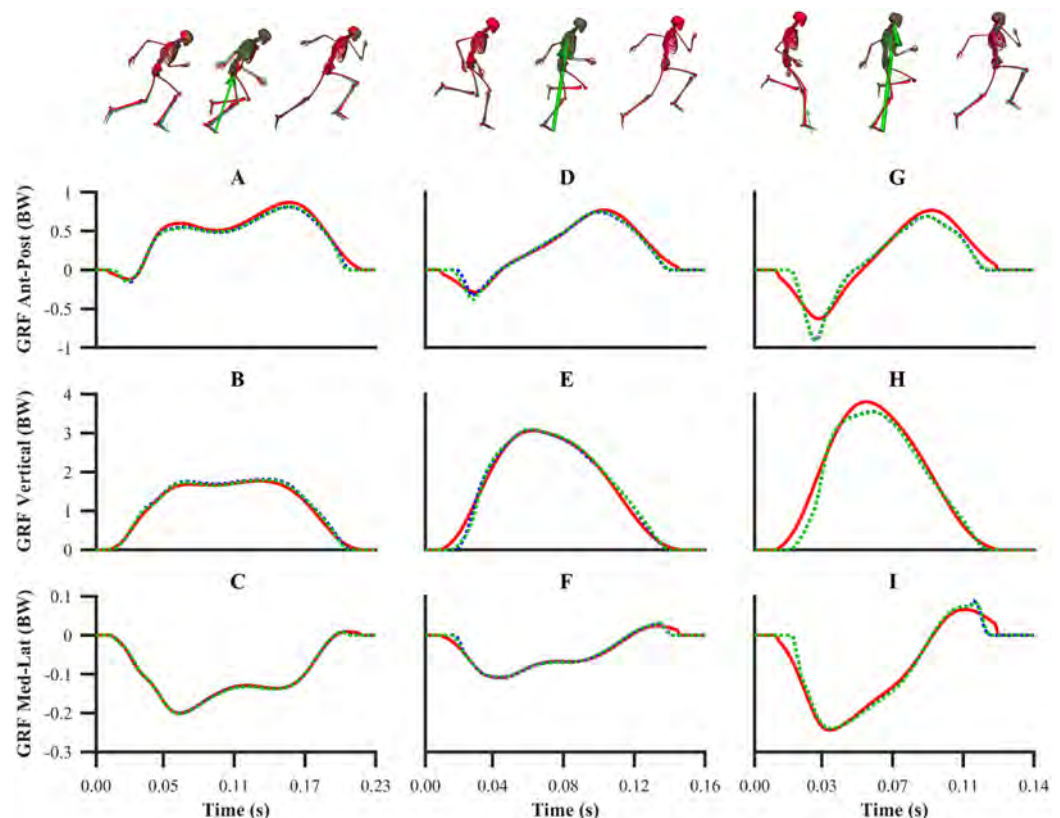 A D G
GRF Ant-Post (BW)
1
0.5
0
-0.5
-1
B E H
GRF Vertical (BW)
4
3
2
1
0
C F I
GRF Med-Lat (BW)
0.1
0
-0.1
-0.2
-0.3
0.00 0.05 0.11 0.17 0.23 0.00 0.04 0.08 0.12 0.16 0.00 0.03 0.07 0.11 0.14
Time (s) Time (s) Time (s)